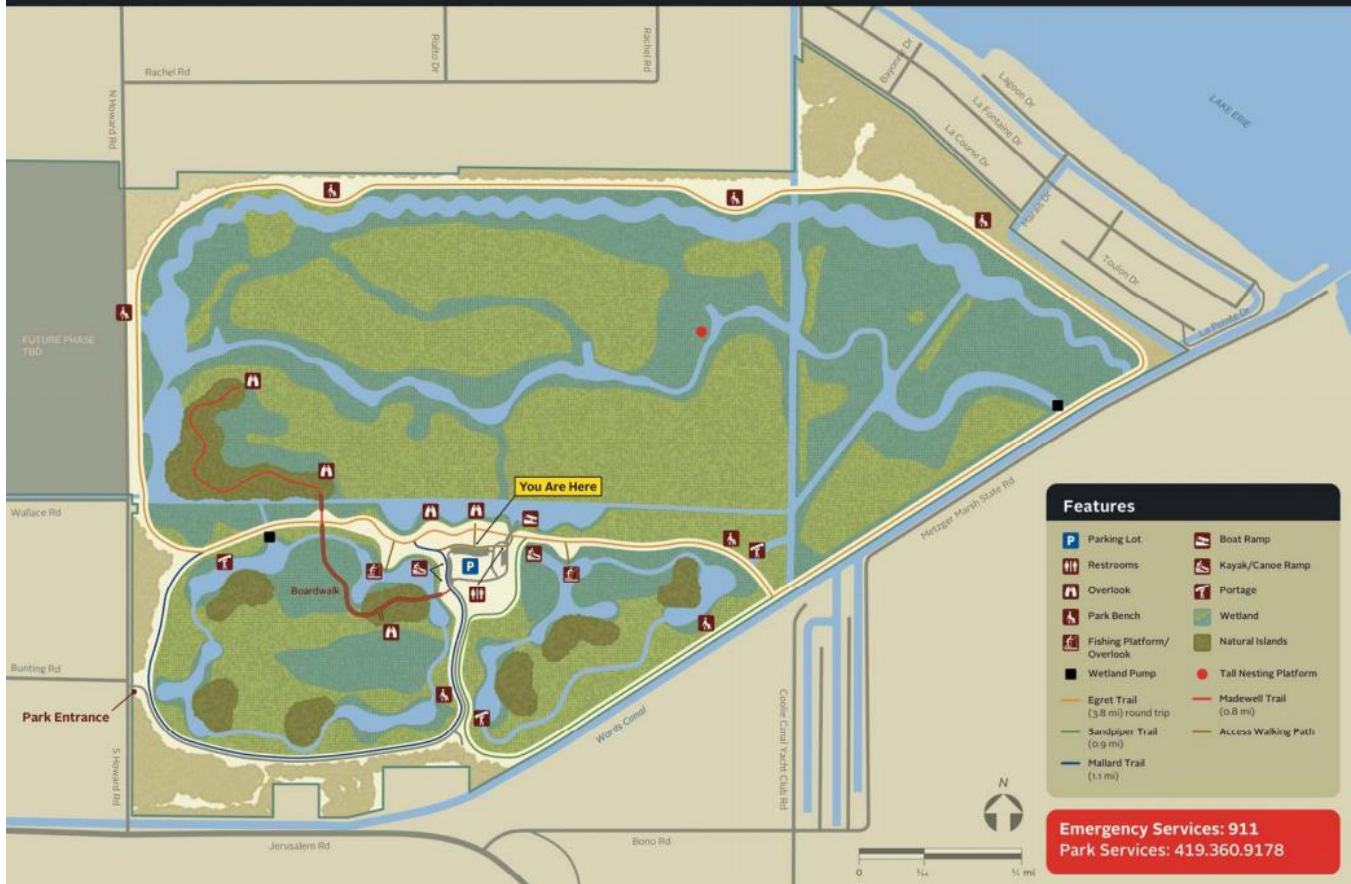 Rachel Rd
N Howard Rd
Rialto Dr
Rachel Rd
Bayonne Dr
Lagoon Dr
La Fontaine Dr
La Course Dr
LAKE ERIE
Marais Dr
Toulon Dr
La Pointe Dr
FUTURE PHASE
TBD
You Are Here
Wallace Rd
P
Boardwalk
Bunting Rd
Park Entrance
S Howard Rd
Jerusalem Rd
Wards Canal
Metzger Marsh State Rd
Coolie Canal Yacht Club Rd
Bono Rd
N
0
mi
Features
P Parking Lot
Restrooms
Overlook
Park Bench
Fishing Platform/
Overlook
Wetland Pump
Egret Trail
(3.8 mi) round trip
Sandpiper Trail
(0.9 mi)
Mallard Trail
(1.1 mi)
Boat Ramp
Kayak/Canoe Ramp
Portage
Wetland
Natural Islands
Tall Nesting Platform
Madewell Trail
(0.8 mi)
Access Walking Path
Emergency Services: 911
Park Services: 419.360.9178